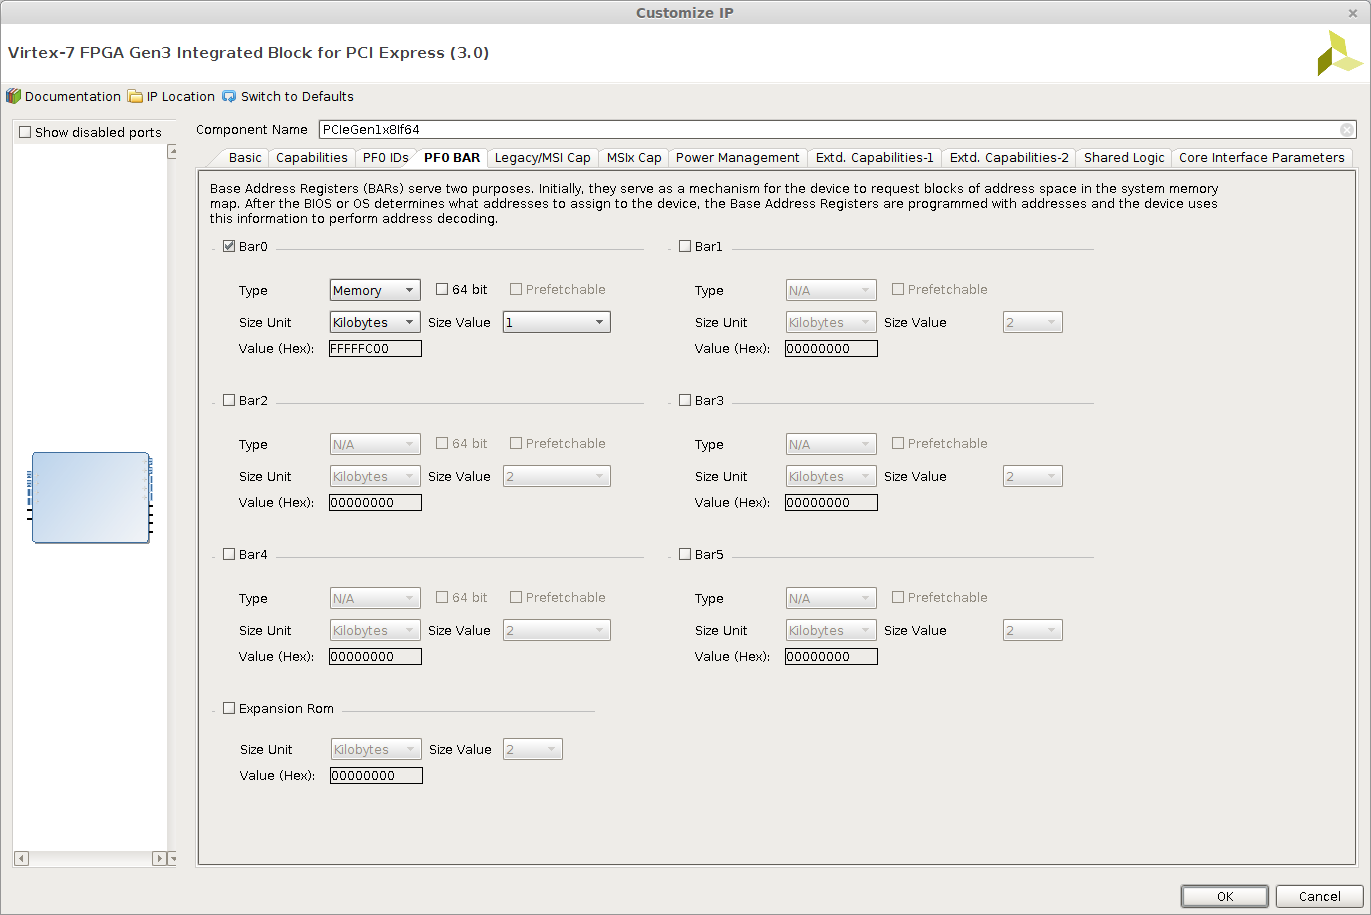 Customize IP
Virtex-7 FPGA Gen3 Integrated Block for PCI Express (3.0)
Documentation IP Location Switch to Defaults
Show disabled ports
Component Name PCIeGen1x8If64
Basic Capabilities PF0 IDs PF0 BAR Legacy/MSI Cap MSIx Cap Power Management Extd. Capabilities-1 Extd. Capabilities-2 Shared Logic Core Interface Parameters
Base Address Registers (BARs) serve two purposes. Initially, they serve as a mechanism for the device to request blocks of address space in the system memory
map. After the BIOS or OS determines what addresses to assign to the device, the Base Address Registers are programmed with addresses and the device uses
this information to perform address decoding.
Bar0
Type Memory 64 bit Prefetchable
Size Unit Kilobytes Size Value 1
Value (Hex): FFFFFC00
Bar1
Type N/A Prefetchable
Size Unit Kilobytes Size Value 2
Value (Hex): 00000000
Bar2
Type N/A 64 bit Prefetchable
Size Unit Kilobytes Size Value 2
Value (Hex): 00000000
Bar3
Type N/A Prefetchable
Size Unit Kilobytes Size Value 2
Value (Hex): 00000000
Bar4
Type N/A 64 bit Prefetchable
Size Unit Kilobytes Size Value 2
Value (Hex): 00000000
Bar5
Type N/A Prefetchable
Size Unit Kilobytes Size Value 2
Value (Hex): 00000000
Expansion Rom
Size Unit Kilobytes Size Value 2
Value (Hex): 00000000
OK Cancel